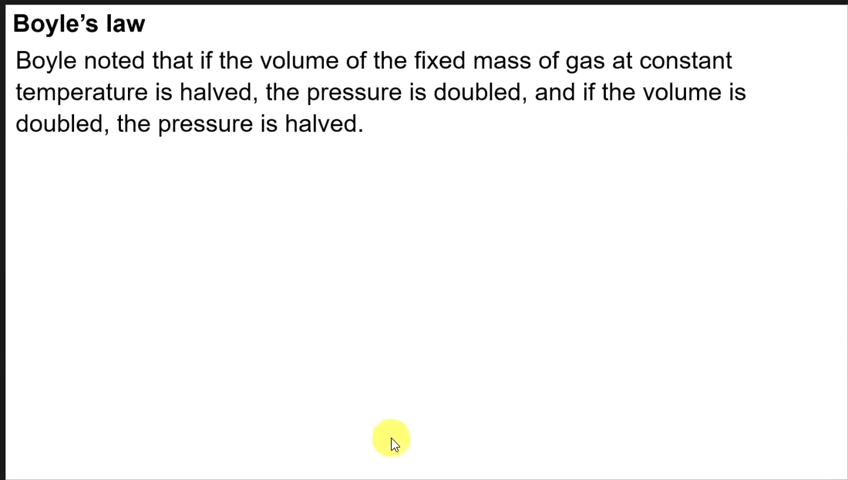 Boyle’s law
Boyle noted that if the volume of the fixed mass of gas at constant
temperature is halved, the pressure is doubled, and if the volume is
doubled, the pressure is halved.